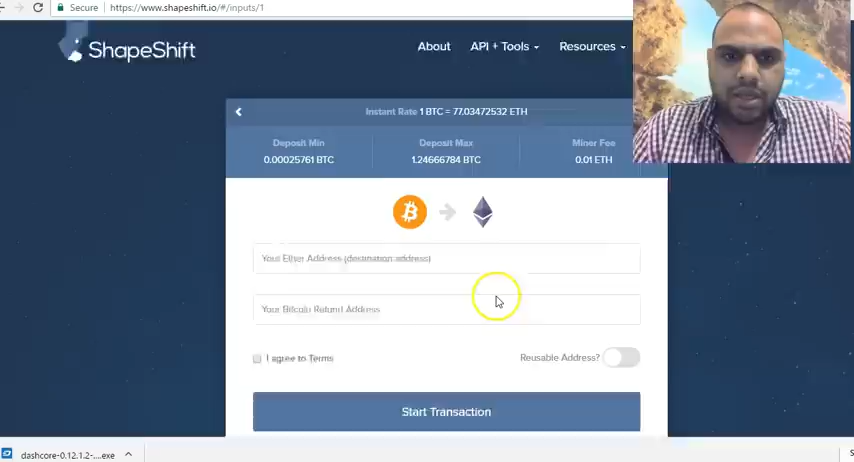 Secure
https://www.shapeshift.io/#/inputs/1
ShapeShift
About
API + Tools
Resources
Instant Rate 1 BTC = 77.03472532 ETH
Deposit Min
Deposit Max
Miner Fee
0.00025761 BTC
1.24666784 BTC
0.01 ETH
Your Ether Address (destination address)
Your Bitcoin Return Address
I agree to Terms
Reusable Address?
Start Transaction
dashcore-0.12.1.2-....exe
S